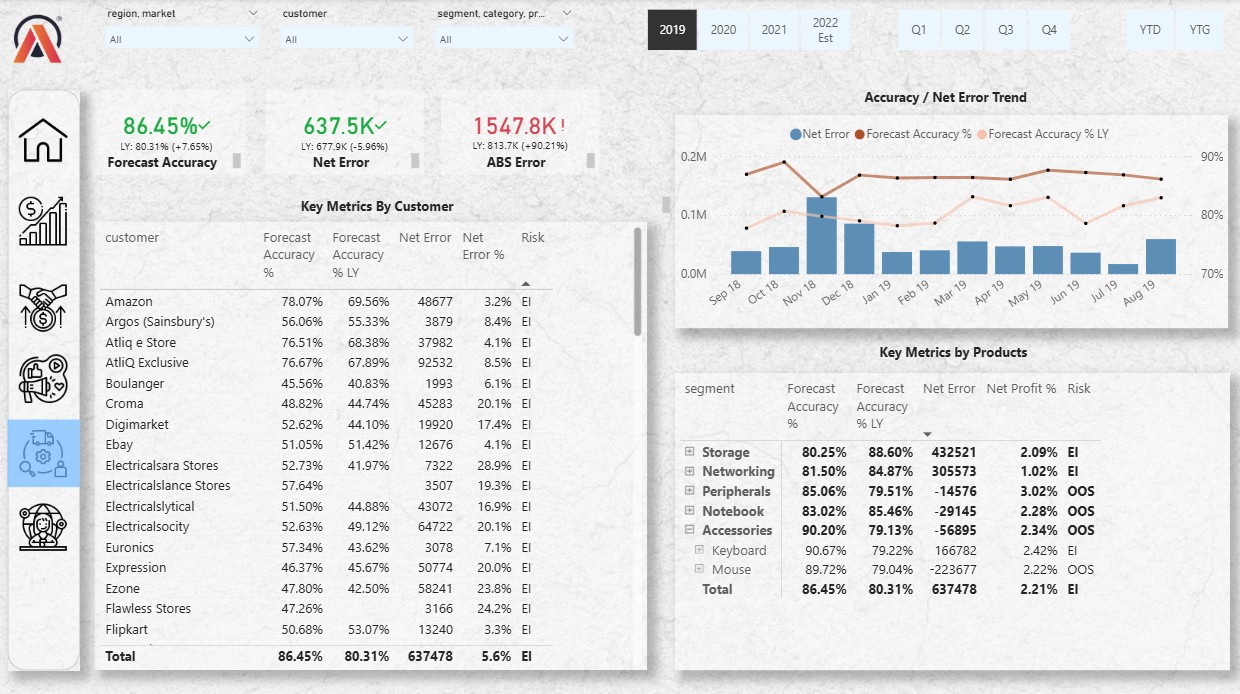 region, market
customer
segment, category, pr...
All
All
All
2019
2020
2021
2022
Est
Q1
Q2
Q3
Q4
YTD
YTG
86.45%
LY: 80.31% (+7.65%)
Forecast Accuracy
637.5K
LY: 677.9K (-5.96%)
Net Error
1547.8K!
LY: 813.7K (+90.21%)
ABS Error
Accuracy / Net Error Trend
Net Error Forecast Accuracy % Forecast Accuracy % LY
0.2M
0.1M
0.0M
90%
80%
70%
Sep 18
Oct 18
Nov 18
Dec 18
Jan 19
Feb 19
Mar 19
Apr 19
May 19
Jun 19
Jul 19
Aug 19
Key Metrics By Customer
customer Forecast Accuracy % Forecast Accuracy % LY Net Error Net Error % Risk
Amazon 78.07% 69.56% 48677 3.2% EI
Argos (Sainsbury's) 56.06% 55.33% 3879 8.4% EI
Atliq e Store 76.51% 68.38% 37982 4.1% EI
AtliQ Exclusive 76.67% 67.89% 92532 8.5% EI
Boulanger 45.56% 40.83% 1993 6.1% EI
Croma 48.82% 44.74% 45283 20.1% EI
Digimarket 52.62% 44.10% 19920 17.4% EI
Ebay 51.05% 51.42% 12676 4.1% EI
Electricalsara Stores 52.73% 41.97% 7322 28.9% EI
Electricalslance Stores 57.64% 3507 19.3% EI
Electricalslytical 51.50% 44.88% 43072 16.9% EI
Electricalsocity 52.63% 49.12% 64722 20.1% EI
Euronics 57.34% 43.62% 3078 7.1% EI
Expression 46.37% 45.67% 50774 20.0% EI
Ezone 47.80% 42.50% 58241 23.8% EI
Flawless Stores 47.26% 3166 24.2% EI
Flipkart 50.68% 53.07% 13240 3.3% EI
Total 86.45% 80.31% 637478 5.6% EI
Key Metrics by Products
segment Forecast Accuracy % Forecast Accuracy % LY Net Error Net Profit % Risk
Storage 80.25% 88.60% 432521 2.09% EI
Networking 81.50% 84.87% 305573 1.02% EI
Peripherals 85.06% 79.51% -14576 3.02% OOS
Notebook 83.02% 85.46% -29145 2.28% OOS
Accessories 90.20% 79.13% -56895 2.34% OOS
Keyboard 90.67% 79.22% 166782 2.42% EI
Mouse 89.72% 79.04% -223677 2.22% OOS
Total 86.45% 80.31% 637478 2.21% EI